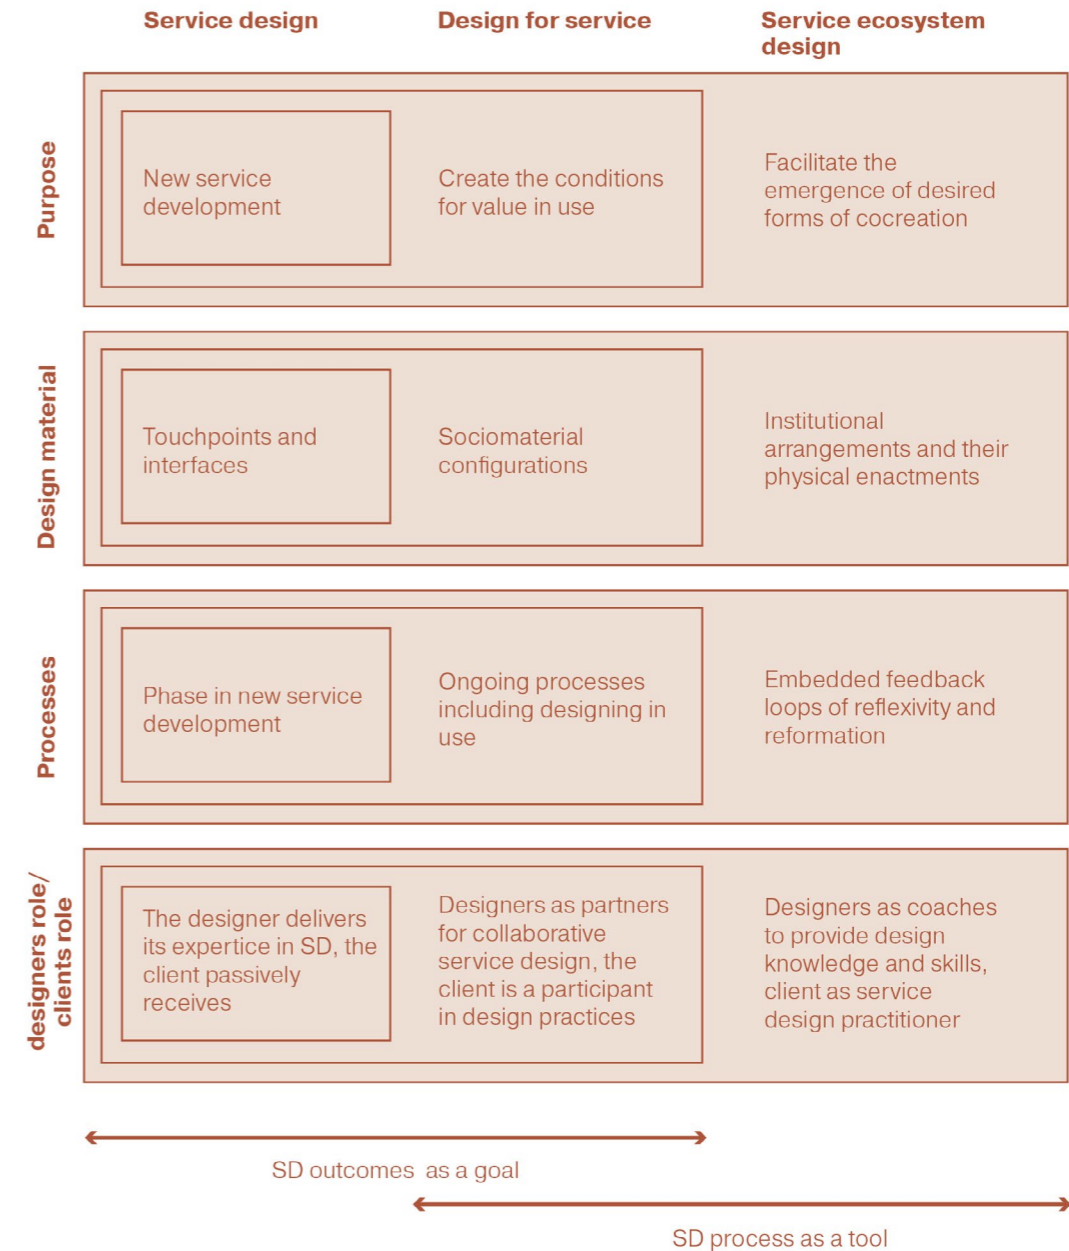 Service design
Design for service
Service ecosystem
design
Purpose
New service
development
Create the conditions
for value in use
Facilitate the
emergence of desired
forms of cocreation
Design material
Touchpoints and
interfaces
Sociomaterial
configurations
Institutional
arrangements and their
physical enactments
Processes
Phase in new service
development
Ongoing processes
including designing in
use
Embedded feedback
loops of reflexivity and
reformation
designers role/
clients role
The designer delivers
its expertice in SD, the
client passively
receives
Designers as partners
for collaborative
service design, the
client is a participant
in design practices
Designers as coaches
to provide design
knowledge and skills,
client as service
design practitioner
SD outcomes as a goal
SD process as a tool